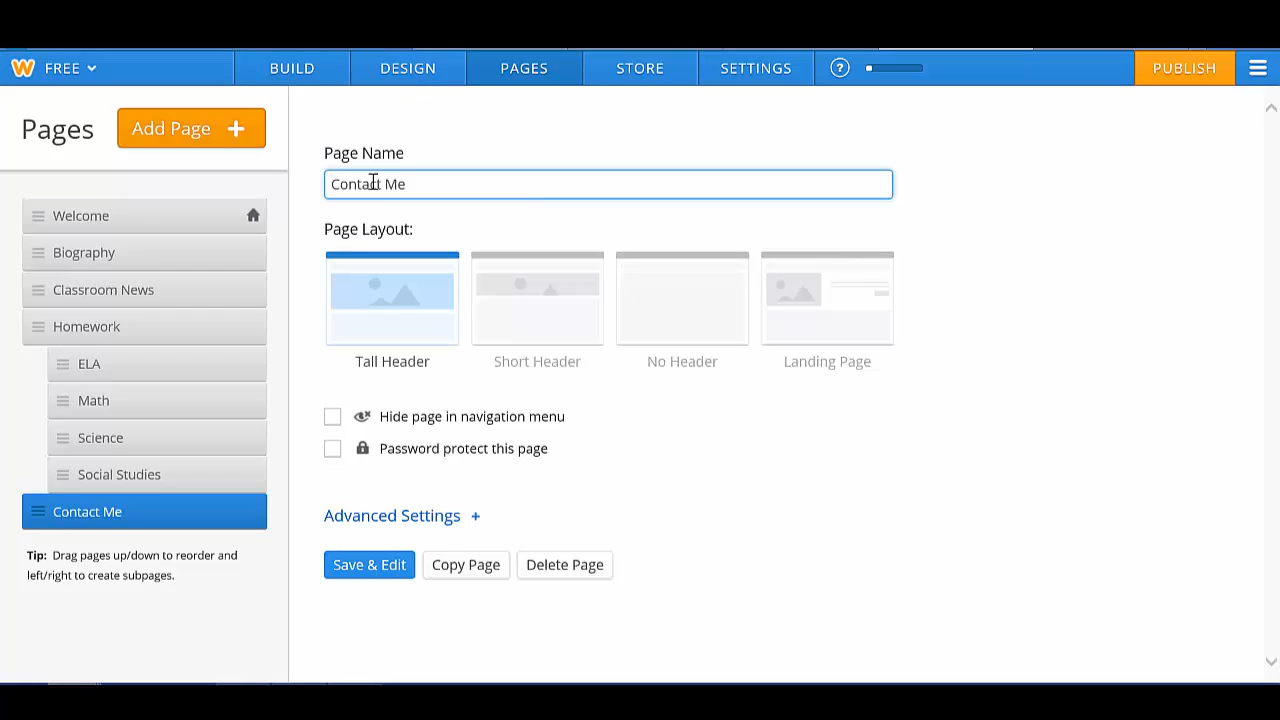 W FREE BUILD DESIGN PAGES STORE SETTINGS ? PUBLISH
Pages
Add Page +
Welcome
Biography
Classroom News
Homework
ELA
Math
Science
Social Studies
Contact Me
Tip: Drag pages up/down to reorder and
left/right to create subpages.
Page Name
Contact Me
Page Layout:
Tall Header Short Header No Header Landing Page
Hide page in navigation menu
Password protect this page
Advanced Settings +
Save & Edit Copy Page Delete Page